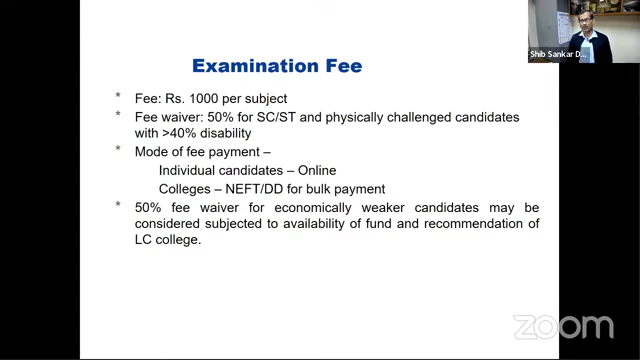 Shib Sankar D...
Examination Fee
* Fee: Rs. 1000 per subject
* Fee waiver: 50% for SC/ST and physically challenged candidates
with >40% disability
* Mode of fee payment –
Individual candidates – Online
Colleges – NEFT/DD for bulk payment
* 50% fee waiver for economically weaker candidates may be
considered subjected to availability of fund and recommendation of
LC college.
zoom